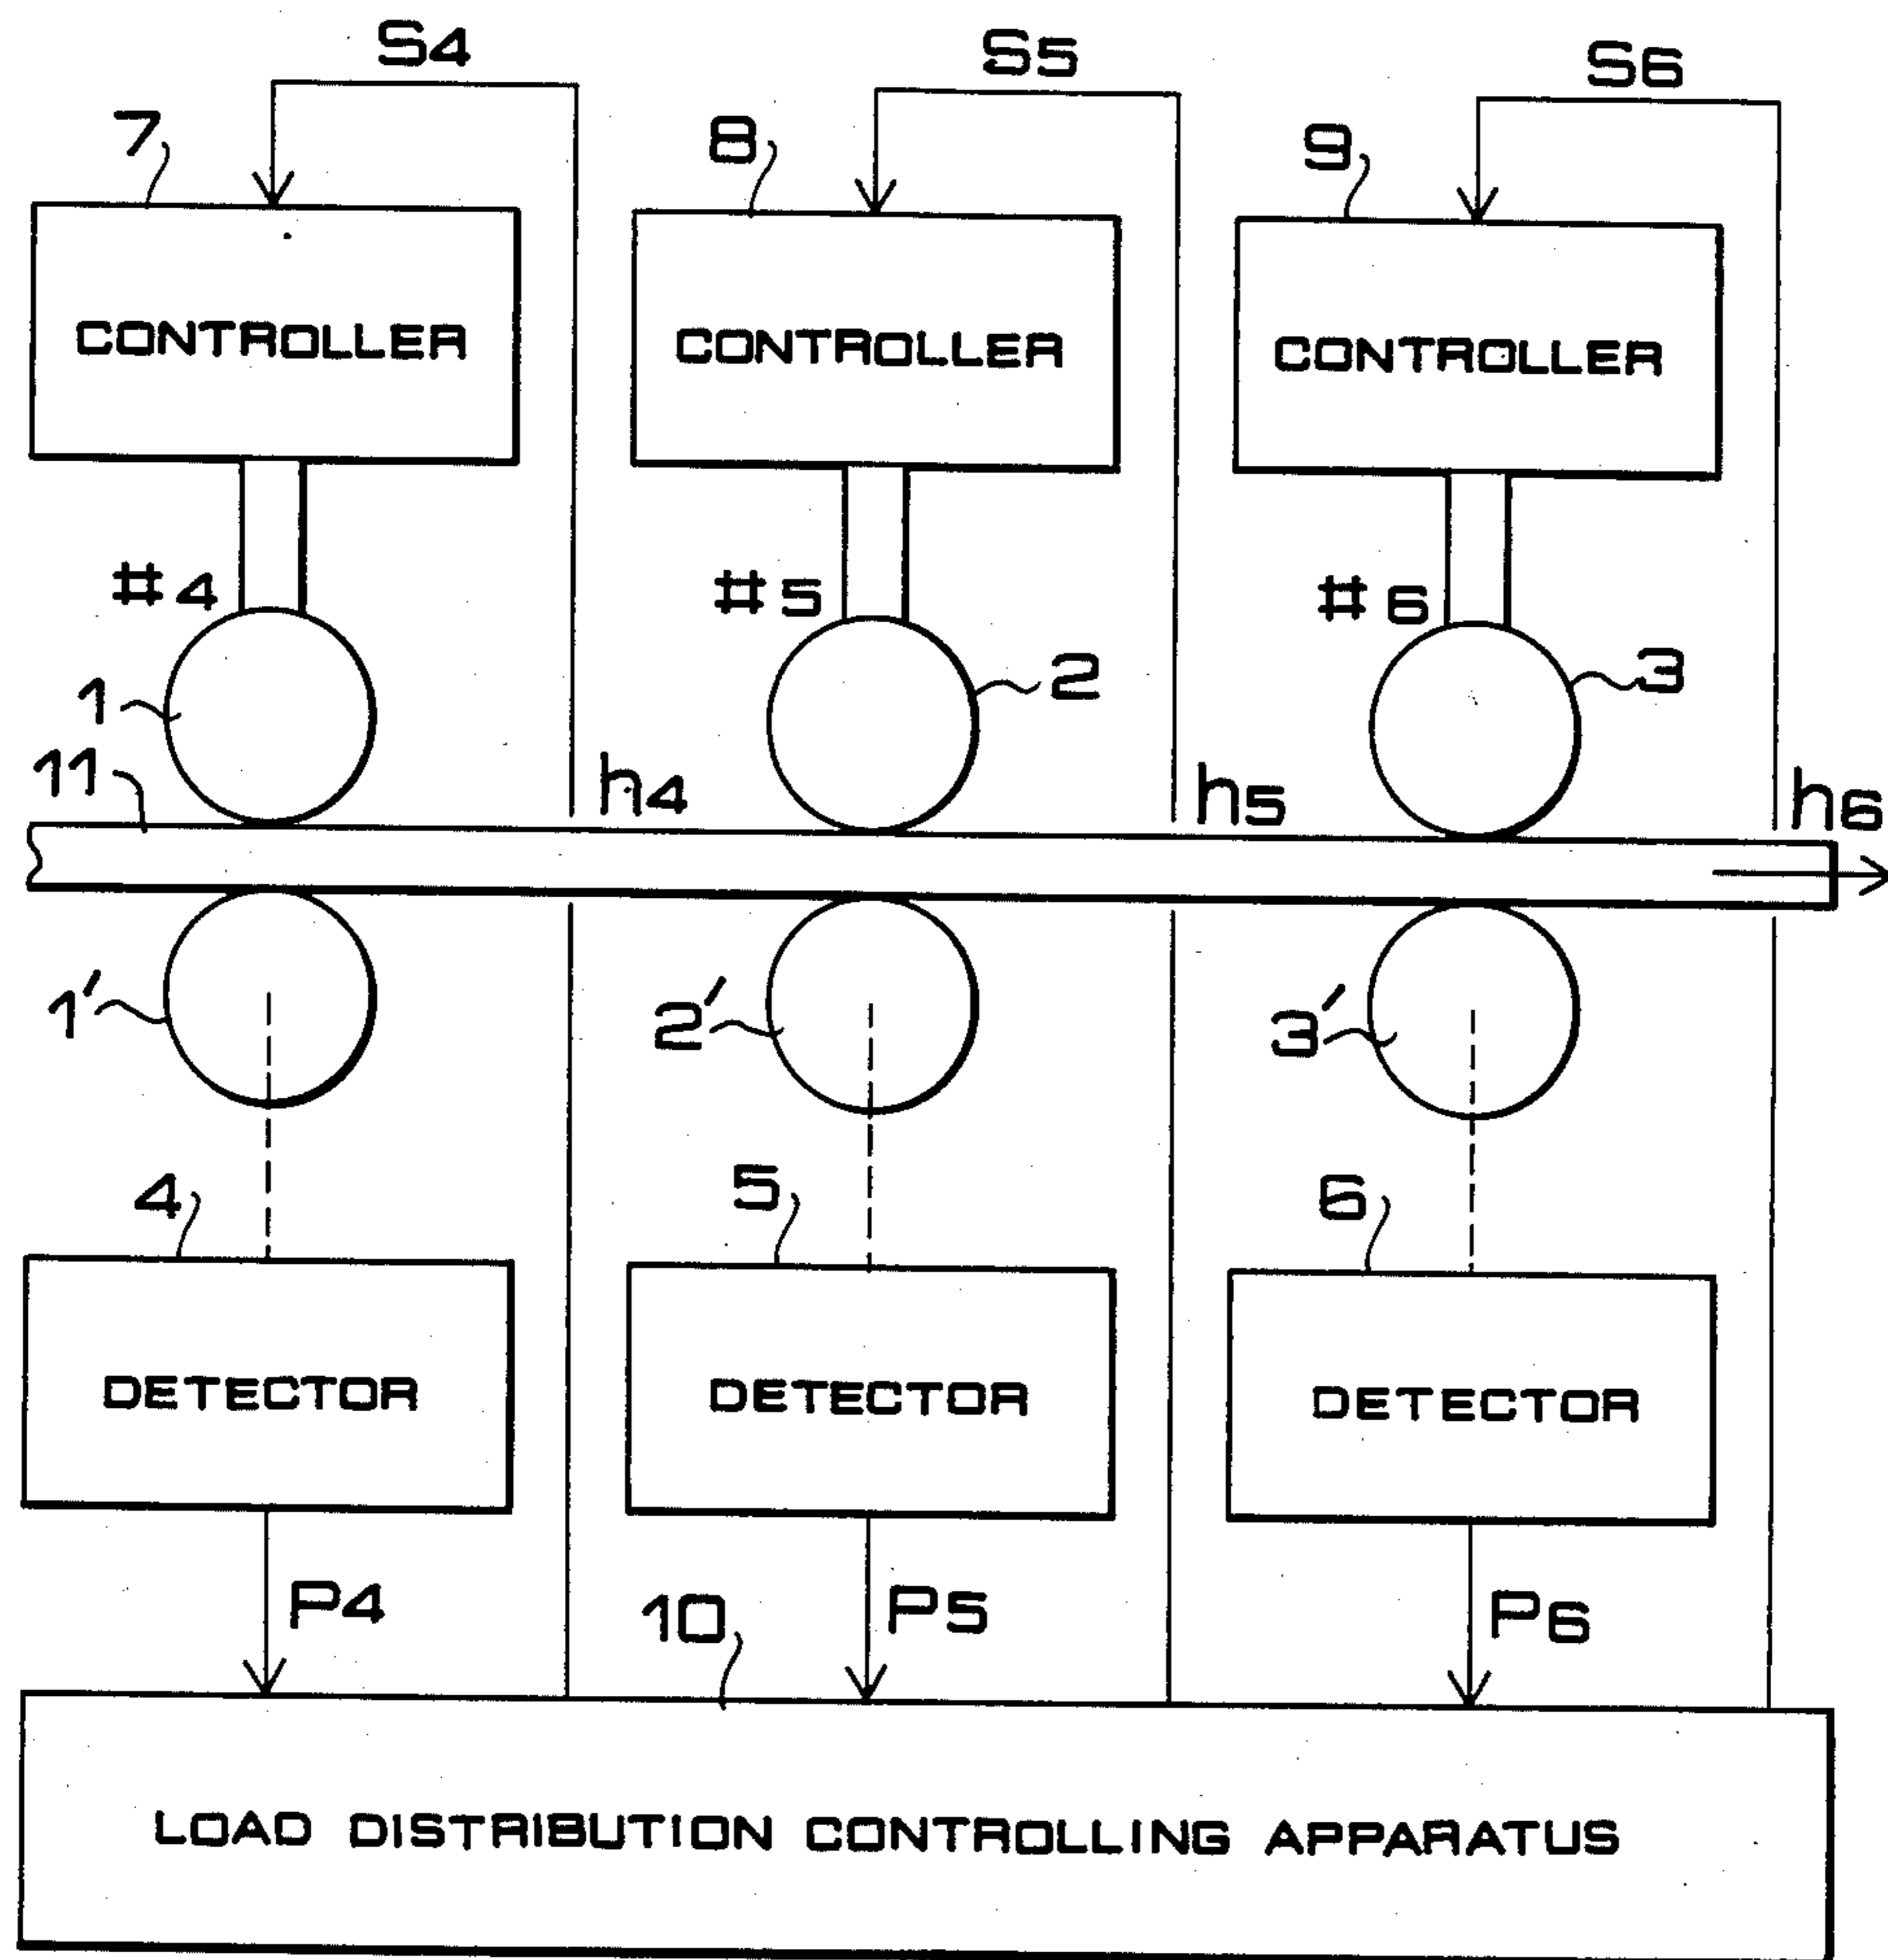 S4
S5
S6
7
8
9
CONTROLLER
CONTROLLER
CONTROLLER
#4
#5
#6
1
2
3
11
h4
h5
h6
1'
2'
3'
4
5
6
DETECTOR
DETECTOR
DETECTOR
P4
10
P5
P6
LOAD DISTRIBUTION CONTROLLING APPARATUS